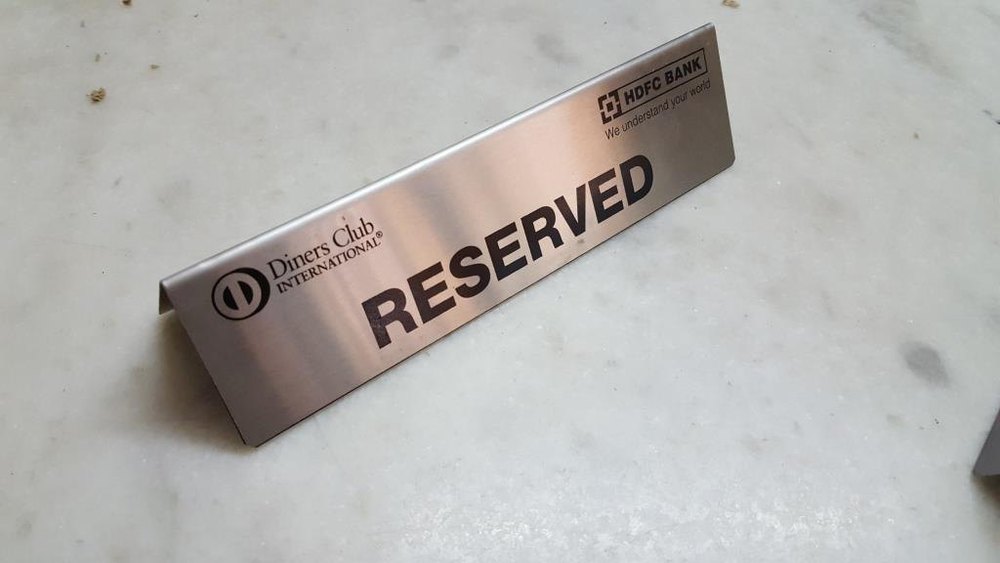 Diners Club
INTERNATIONAL®
HDFC BANK
We understand your world
RESERVED